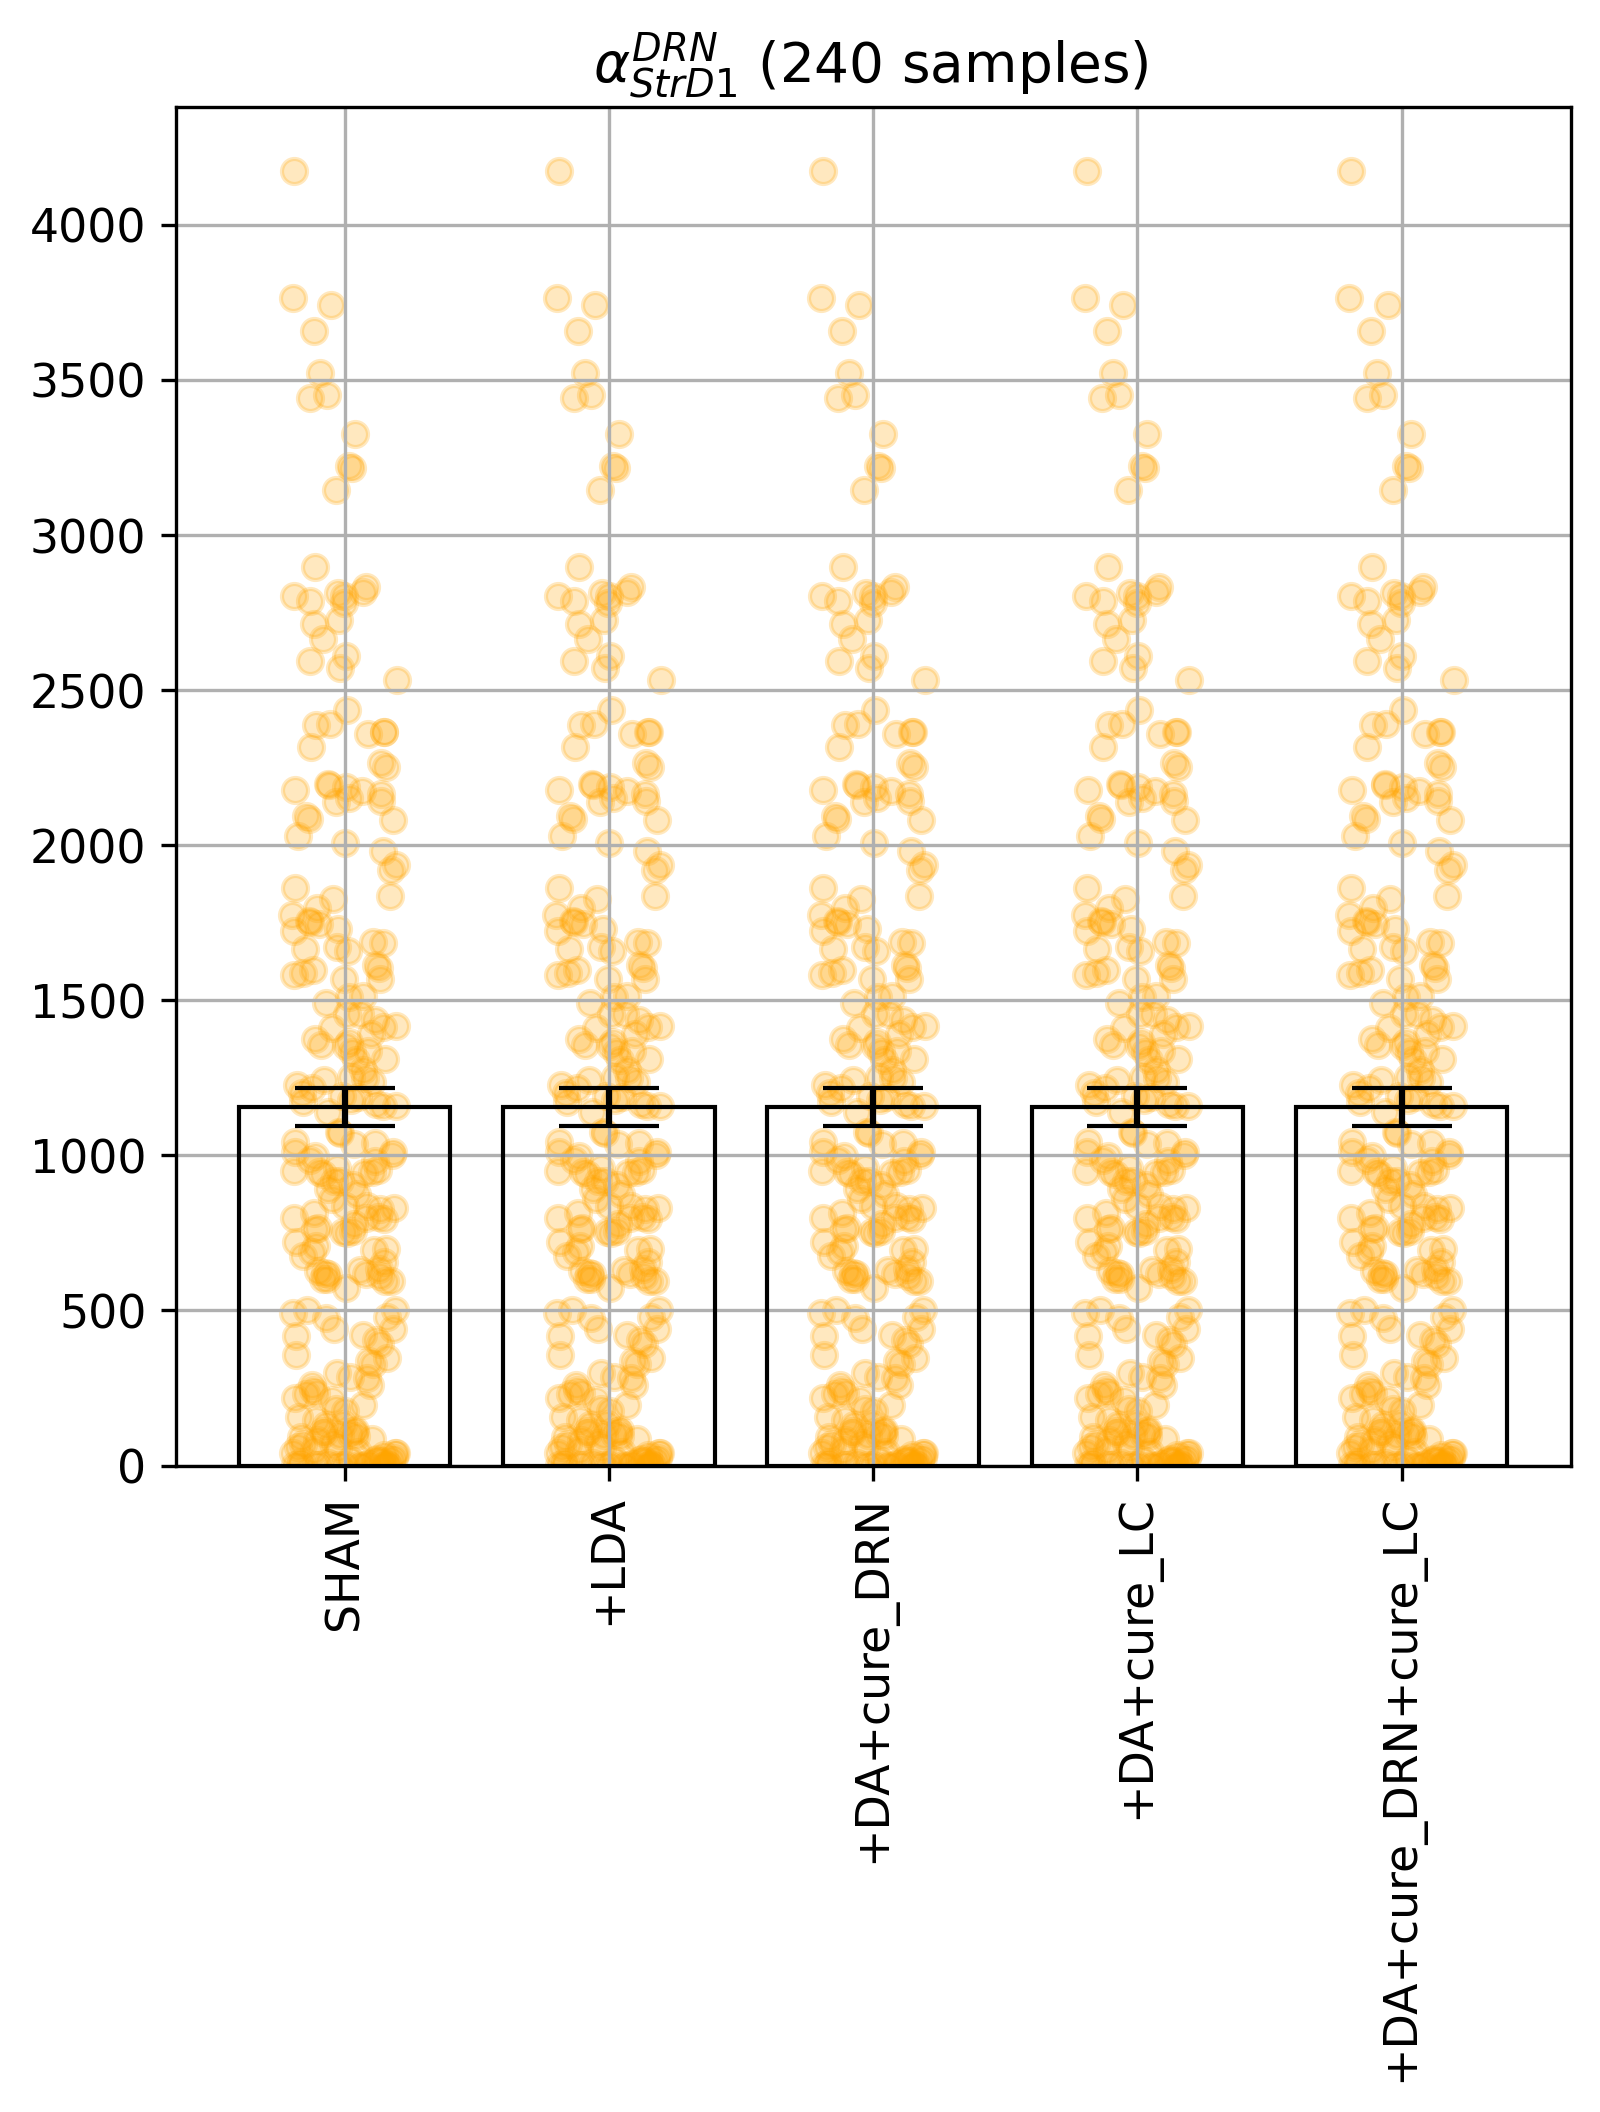 α^{DRN}_{StrD1} (240 samples)
4000
3500
3000
2500
2000
1500
1000
500
0
SHAM
+LDA
+DA+cure_DRN
+DA+cure_LC
+DA+cure_DRN+cure_LC